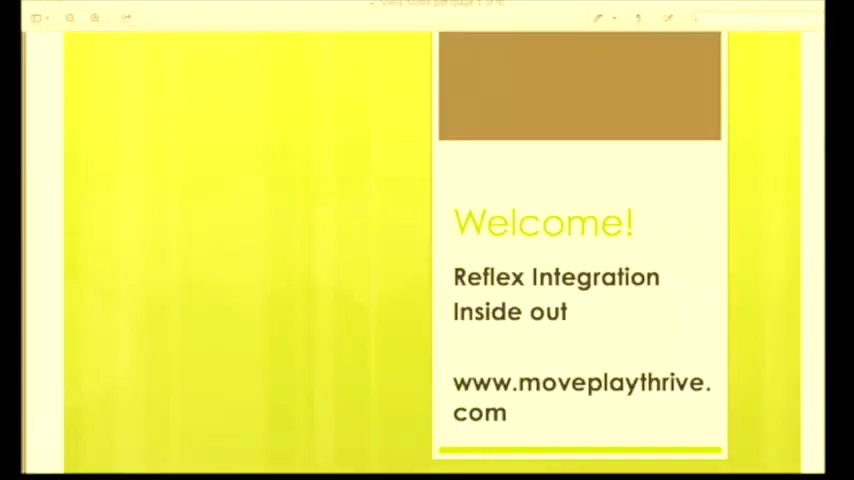 Welcome!
Reflex Integration
Inside out
www.moveplaythrive.
com